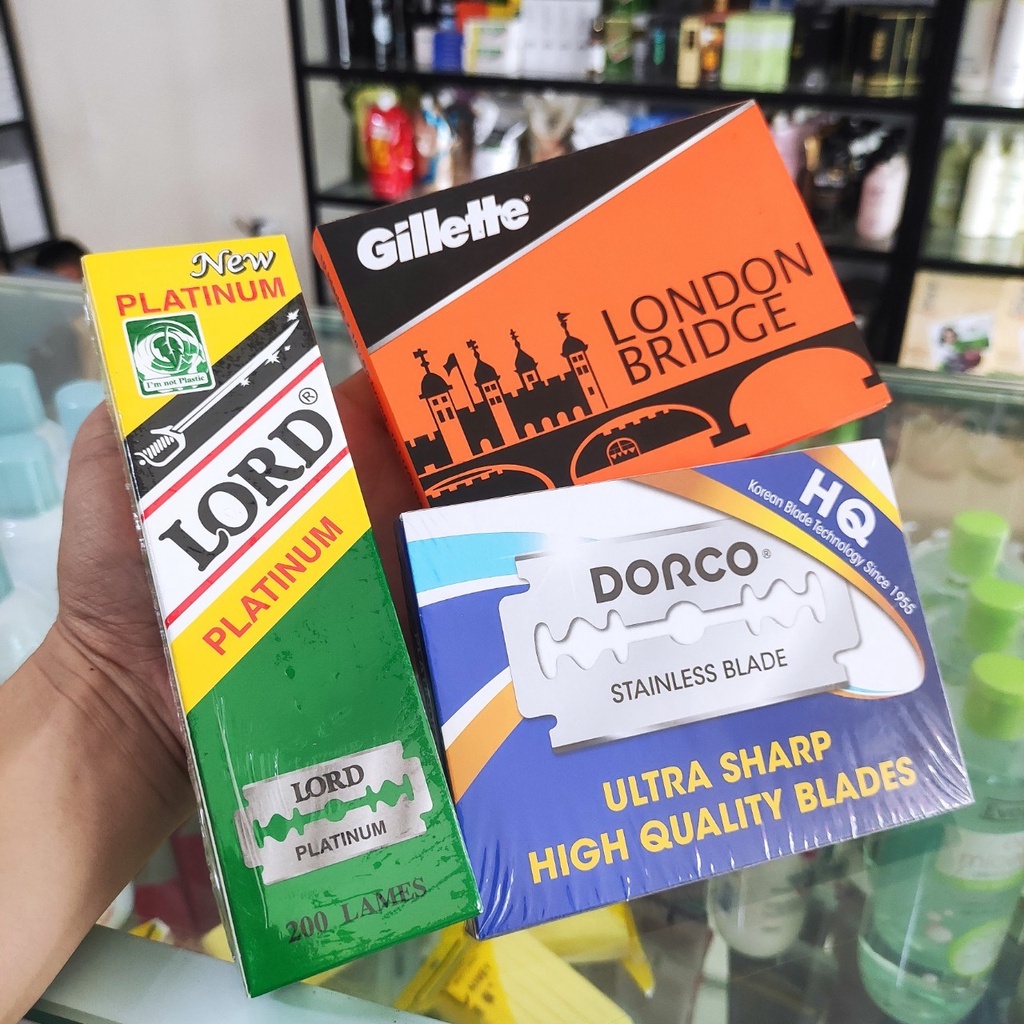 New
PLATINUM
I'm not Plastic
LORD®
PLATINUM
LORD
PLATINUM
200 LAMES
Gillette®
LONDON
BRIDGE
HQ
Korean Blade Technology Since 1955
DORCO®
STAINLESS BLADE
ULTRA SHARP
HIGH QUALITY BLADES